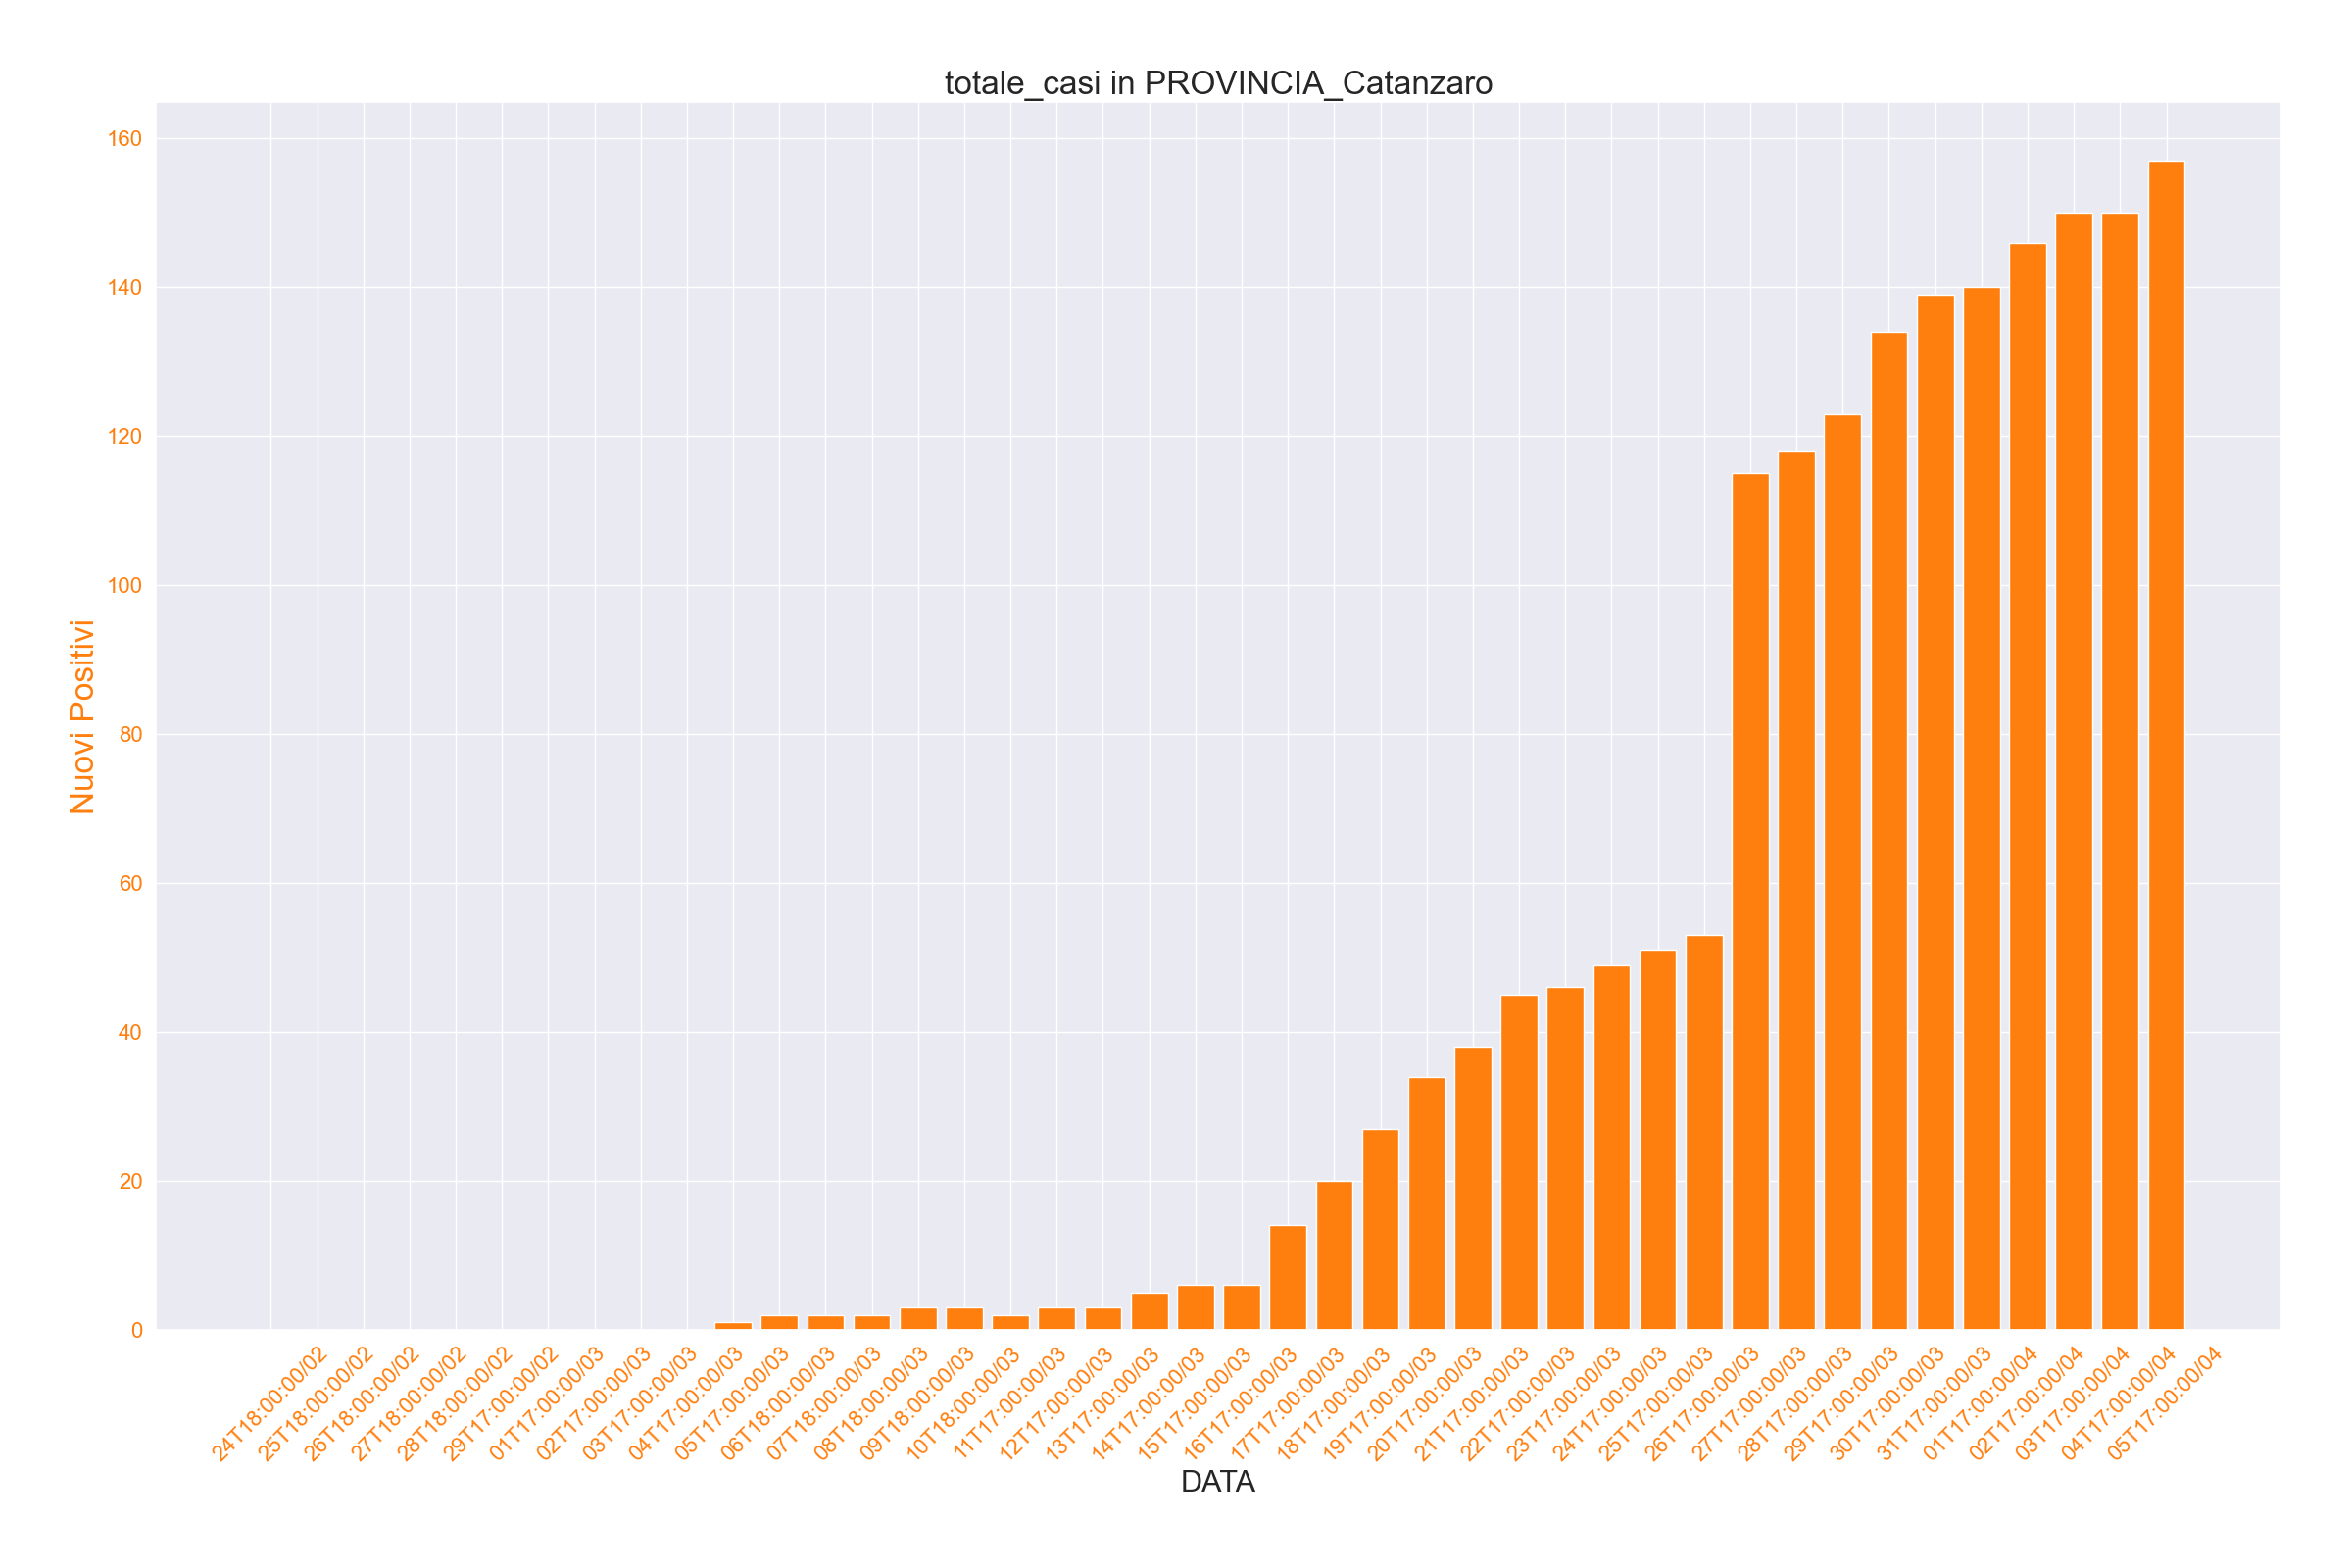 totale_casi in PROVINCIA_Catanzaro
160
140
120
100
80
60
40
20
0
Nuovi Positivi
24T18:00:00/02
25T18:00:00/02
26T18:00:00/02
27T18:00:00/02
28T18:00:00/02
29T17:00:00/02
01T17:00:00/03
02T17:00:00/03
03T17:00:00/03
04T17:00:00/03
05T17:00:00/03
06T18:00:00/03
07T18:00:00/03
08T18:00:00/03
09T18:00:00/03
10T18:00:00/03
11T17:00:00/03
12T17:00:00/03
13T17:00:00/03
14T17:00:00/03
15T17:00:00/03
16T17:00:00/03
17T17:00:00/03
18T17:00:00/03
19T17:00:00/03
20T17:00:00/03
21T17:00:00/03
22T17:00:00/03
23T17:00:00/03
24T17:00:00/03
25T17:00:00/03
26T17:00:00/03
27T17:00:00/03
28T17:00:00/03
29T17:00:00/03
30T17:00:00/03
31T17:00:00/03
01T17:00:00/04
02T17:00:00/04
03T17:00:00/04
04T17:00:00/04
05T17:00:00/04
DATA